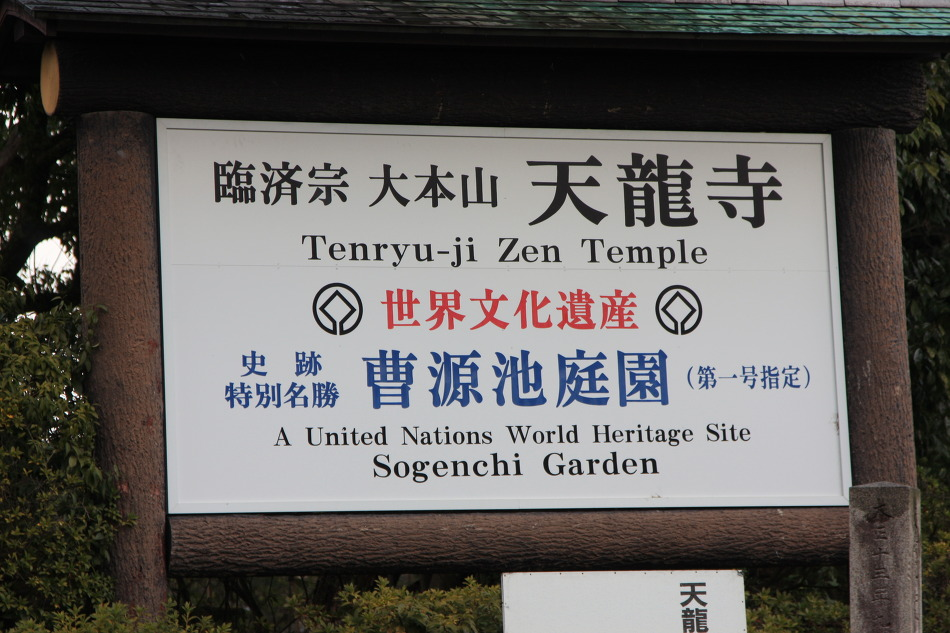 臨済宗 大本山 天龍寺
Tenryu-ji Zen Temple
世界文化遺産
史跡
特別名勝 曹源池庭園 (第一号指定)
A United Nations World Heritage Site
Sogenchi Garden
天龍